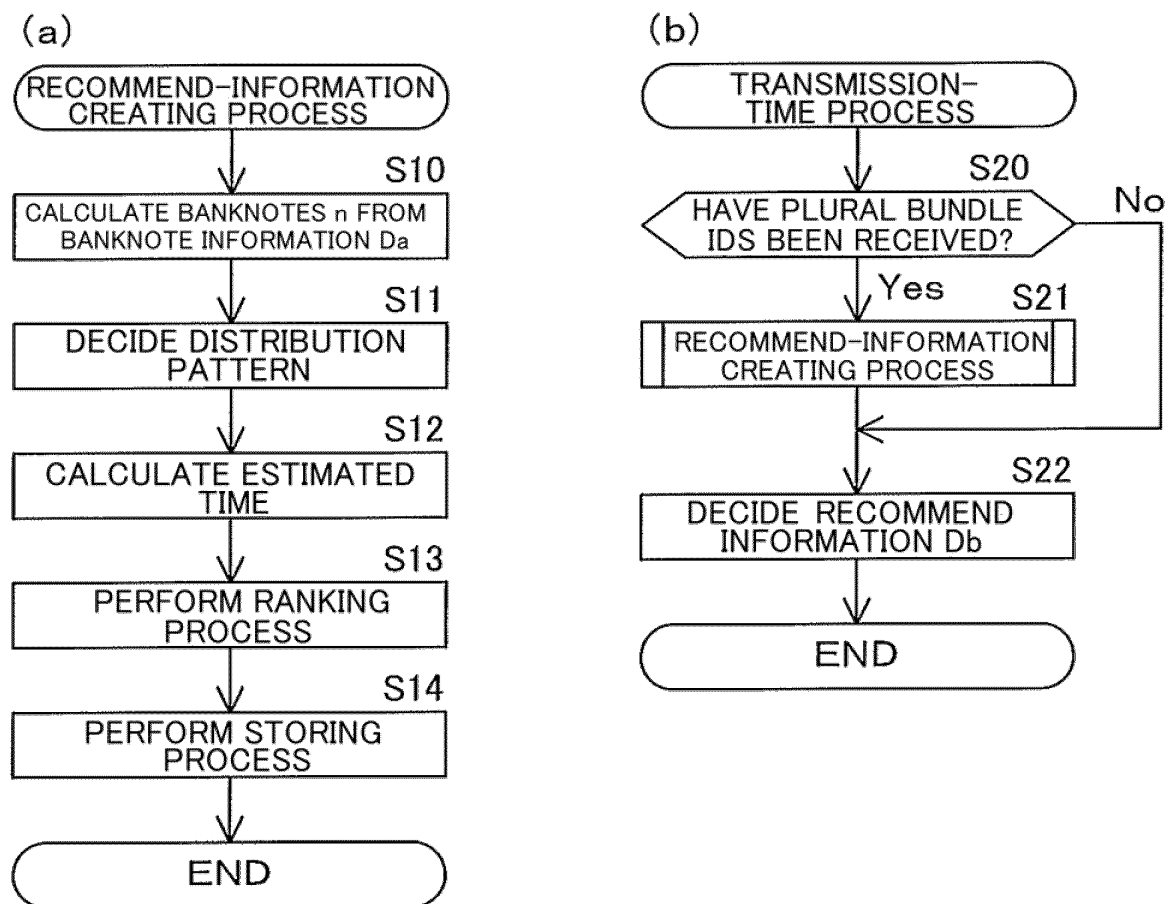 (a)
RECOMMEND-INFORMATION
CREATING PROCESS
S10
CALCULATE BANKNOTES n FROM
BANKNOTE INFORMATION Da
S11
DECIDE DISTRIBUTION
PATTERN
S12
CALCULATE ESTIMATED
TIME
S13
PERFORM RANKING
PROCESS
S14
PERFORM STORING
PROCESS
END
(b)
TRANSMISSION-
TIME PROCESS
S20
HAVE PLURAL BUNDLE
IDS BEEN RECEIVED?
No
Yes
S21
RECOMMEND-INFORMATION
CREATING PROCESS
S22
DECIDE RECOMMEND
INFORMATION Db
END